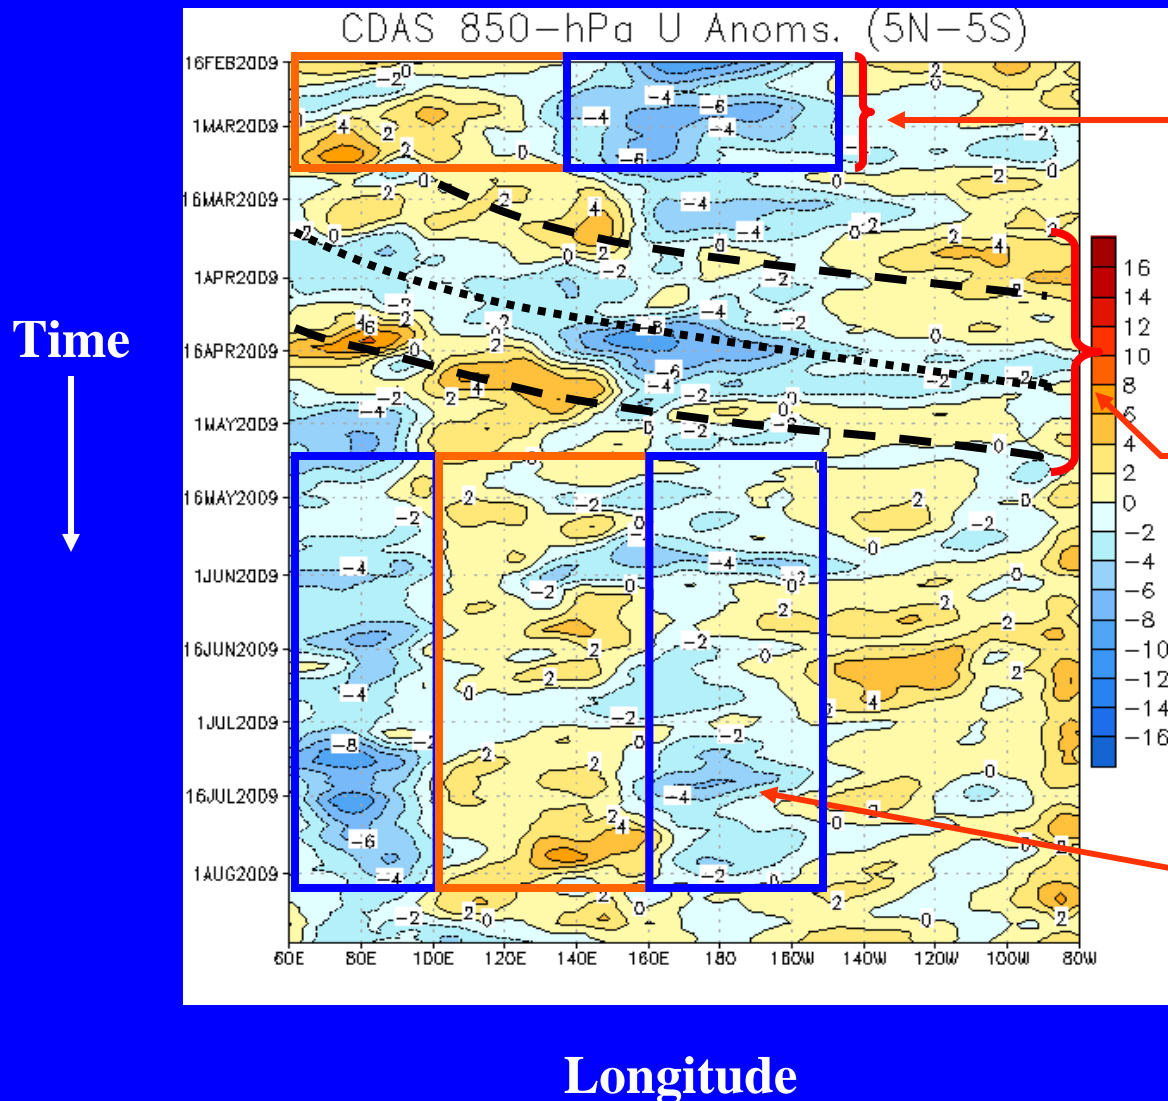 CDAS 850-hPa U Anoms. (5N-5S)
16FEB2009
1MAR2009
16MAR2009
1APR2009
16APR2009
1MAY2009
16MAY2009
1JUN2009
16JUN2009
1JUL2009
16JUL2009
1AUG2009
60E 80E 100E 120E 140E 160E 180 160W 140W 120W 100W 80W
16
14
12
10
8
6
4
2
0
-2
-4
-6
-8
-10
-12
-14
-16
Time
Longitude